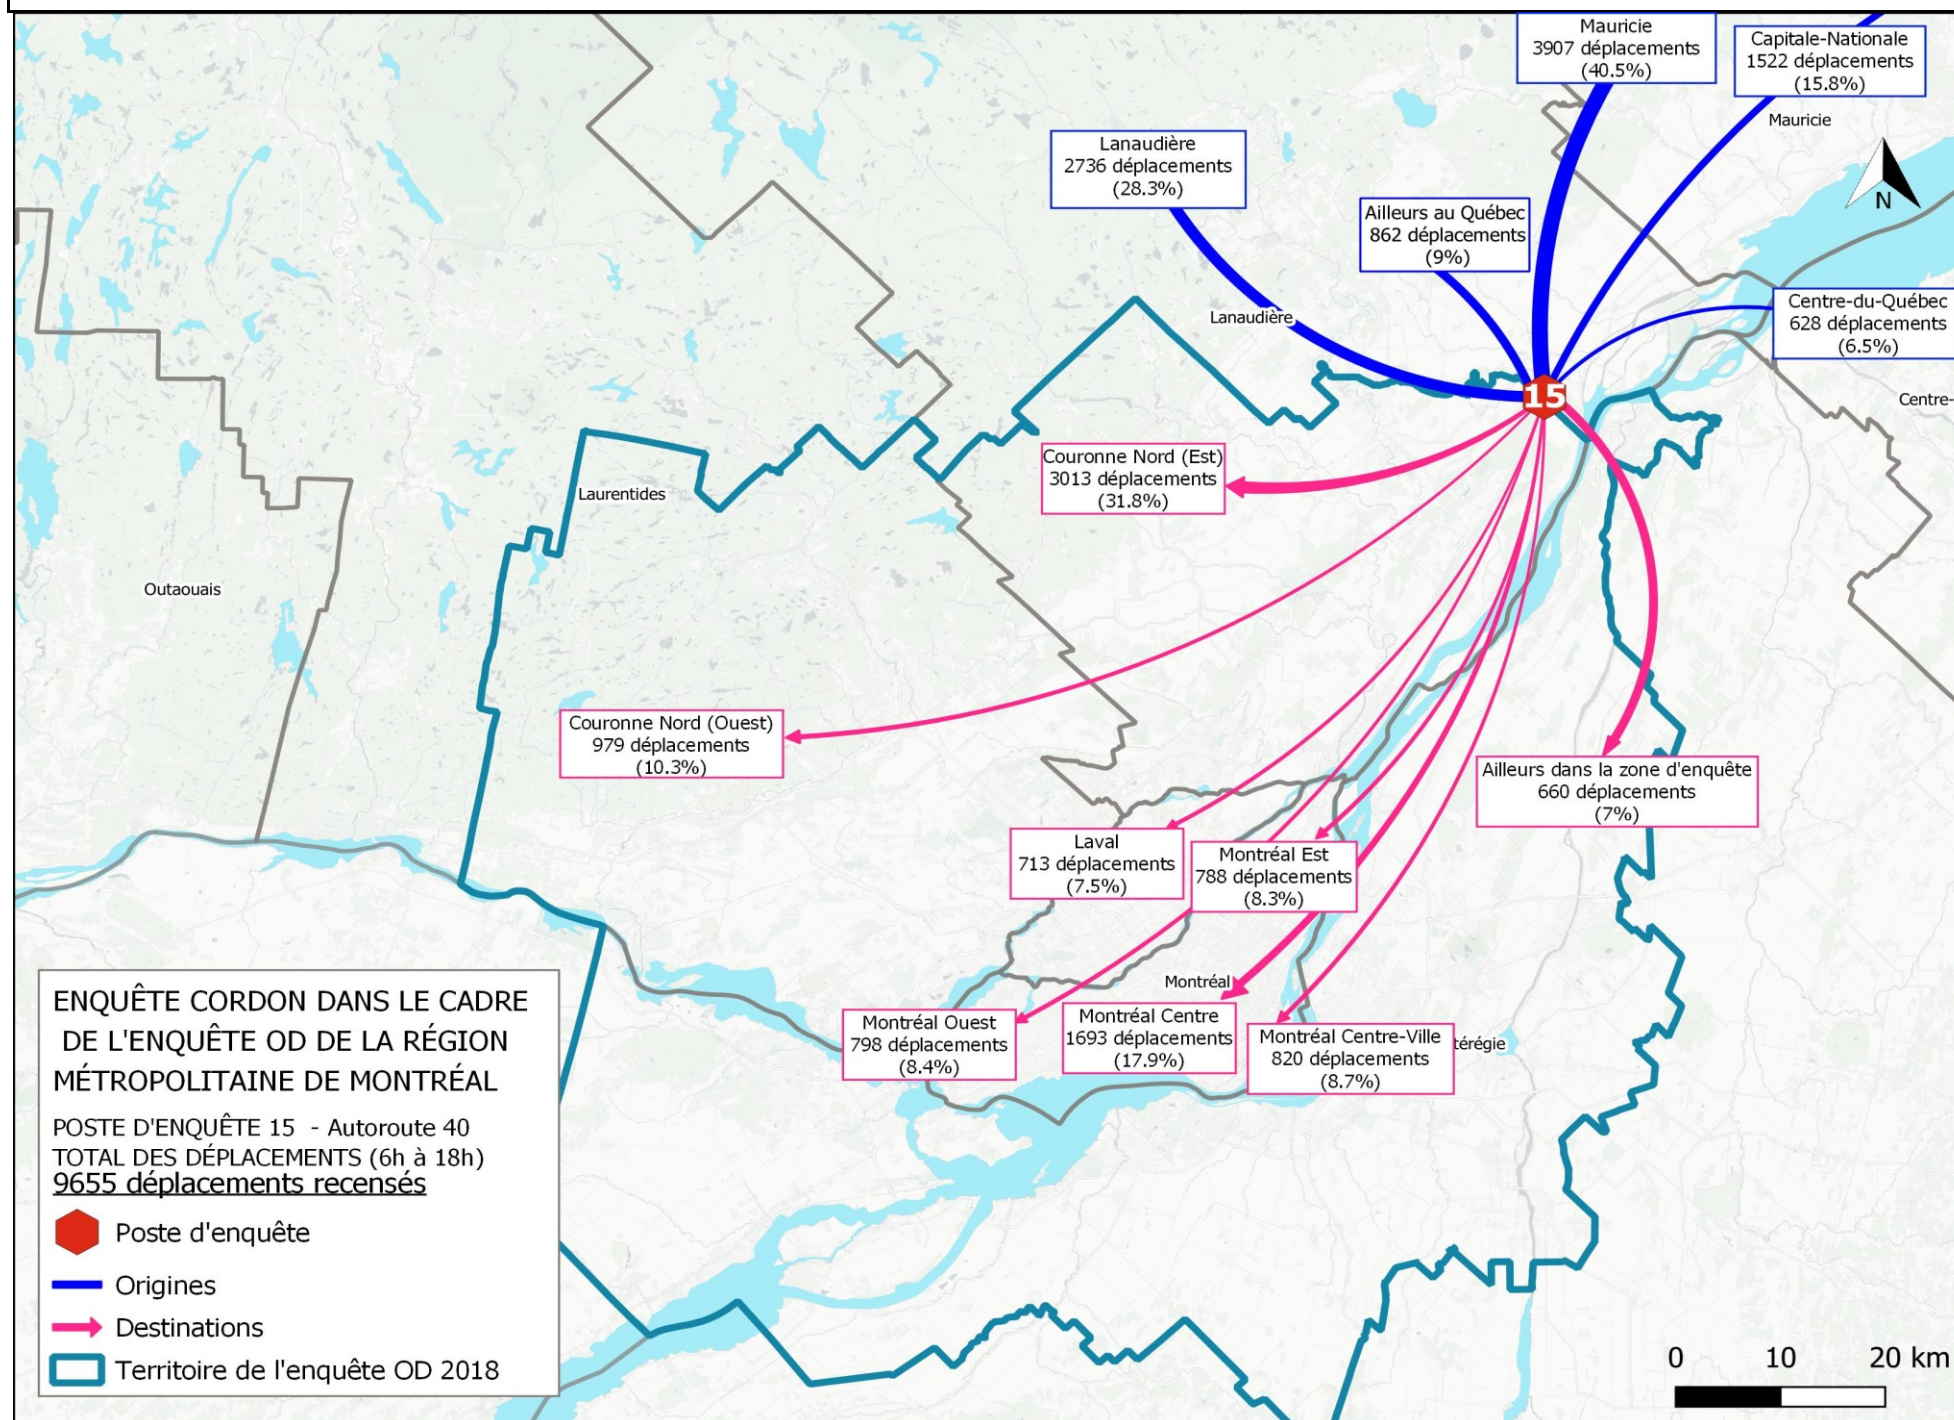 Mauricie
3907 déplacements
(40.5%)
Capitale-Nationale
1522 déplacements
(15.8%)
Mauricie
Lanaudière
2736 déplacements
(28.3%)
Ailleurs au Québec
862 déplacements
(9%)
N
Centre-du-Québec
628 déplacements
(6.5%)
Lanaudière
15
Centre-
Couronne Nord (Est)
3013 déplacements
(31.8%)
Laurentides
Outaouais
Couronne Nord (Ouest)
979 déplacements
(10.3%)
Ailleurs dans la zone d'enquête
660 déplacements
(7%)
Laval
713 déplacements
(7.5%)
Montréal Est
788 déplacements
(8.3%)
Montréal
Montréal Ouest
798 déplacements
(8.4%)
Montréal Centre
1693 déplacements
(17.9%)
Montréal Centre-Ville
820 déplacements
(8.7%)
térégie
ENQUÊTE CORDON DANS LE CADRE
DE L'ENQUÊTE OD DE LA RÉGION
MÉTROPOLITAINE DE MONTRÉAL
POSTE D'ENQUÊTE 15 - Autoroute 40
TOTAL DES DÉPLACEMENTS (6h à 18h)
9655 déplacements recensés
Poste d'enquête
Origines
Destinations
Territoire de l'enquête OD 2018
0 10 20 km